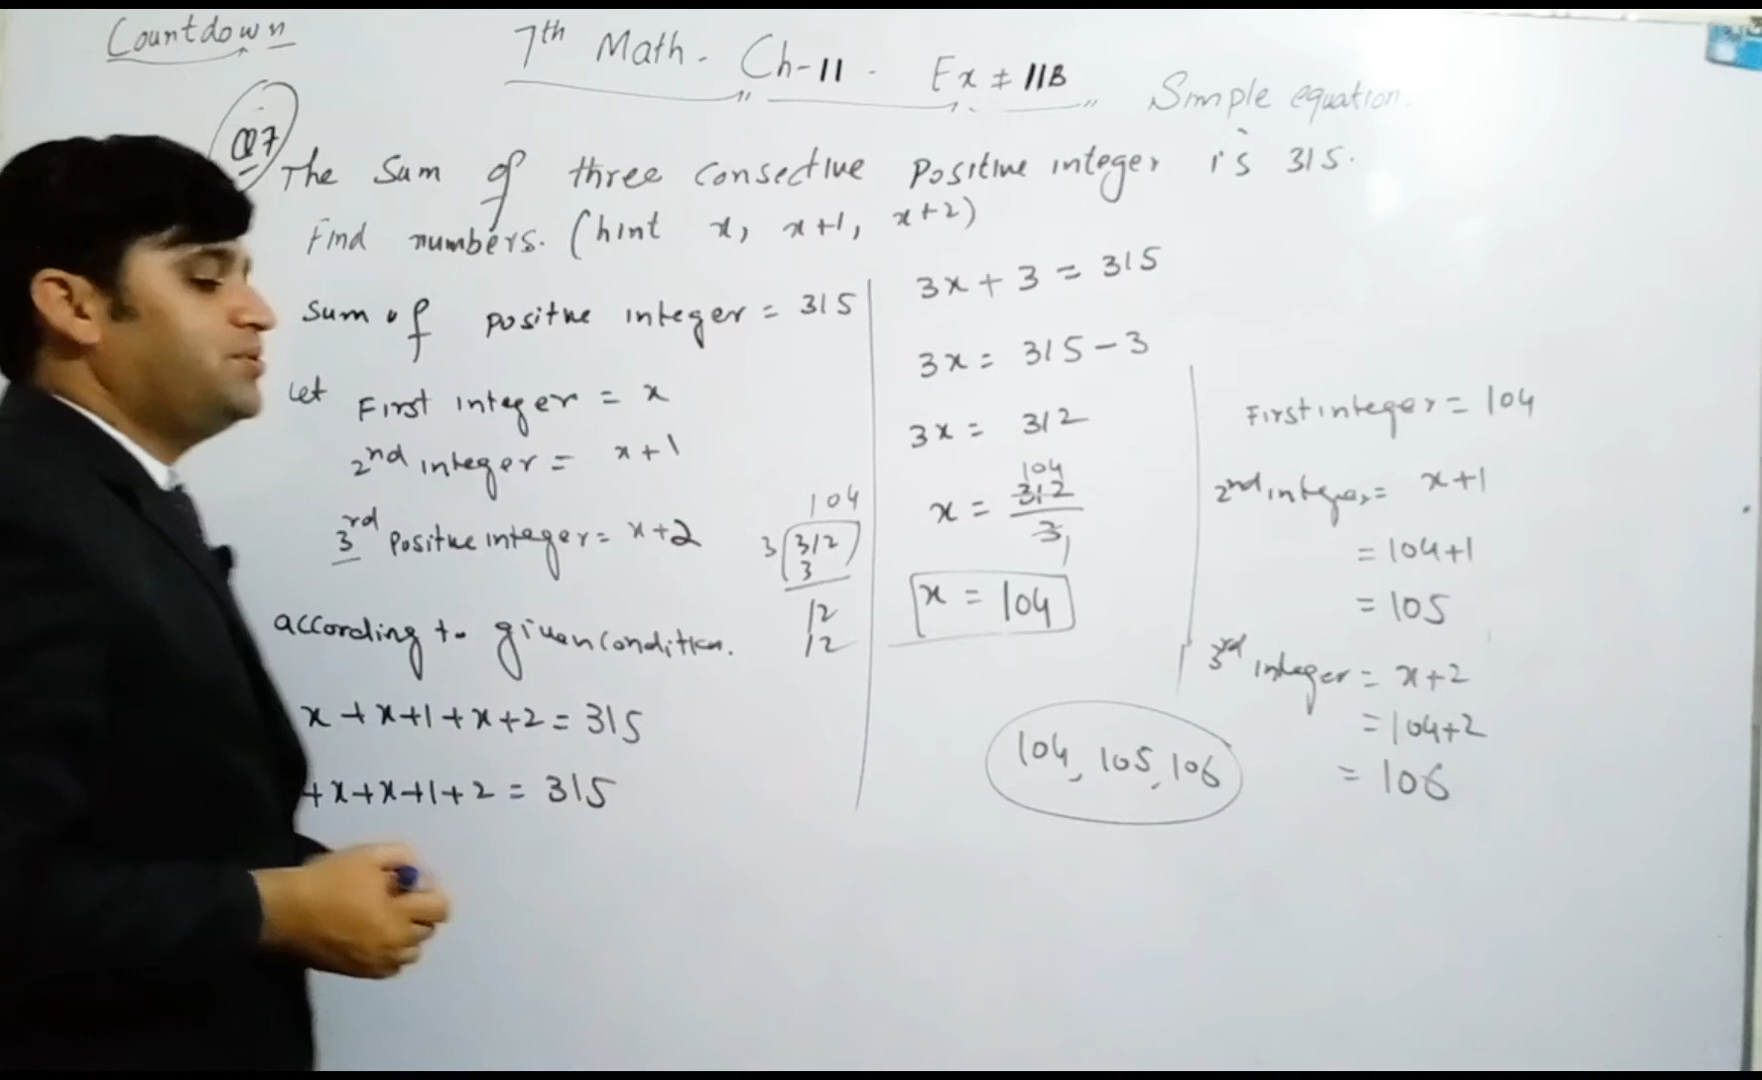 Countdown
7th Math. Ch-11. Ex # 11B
Simple equation.
Q7
The sum of three consective Positive integer is 315.
Find numbers. (hint x, x+1, x+2)
Sum of positive integer = 315
Let First integer = x
2nd integer = x+1
3rd Positive integer = x+2
according to given condition.
x+x+1+x+2=315
+x+x+1+2=315
104
3 312
3
12
12
3x+3=315
3x=315-3
3x=312
104
x=312
3 1
x=104
First integer=104
2nd integer= x+1
=104+1
=105
3rd integer=x+2
=104+2
=106
104, 105, 106